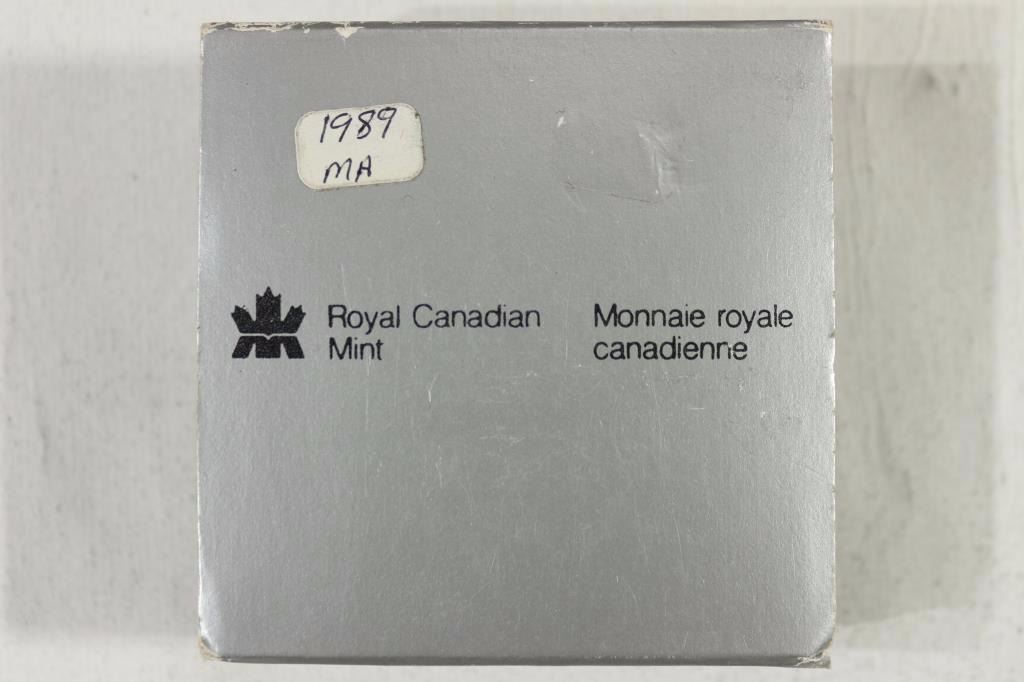 1989
MA
Royal Canadian
Mint
Monnaie royale
canadienne